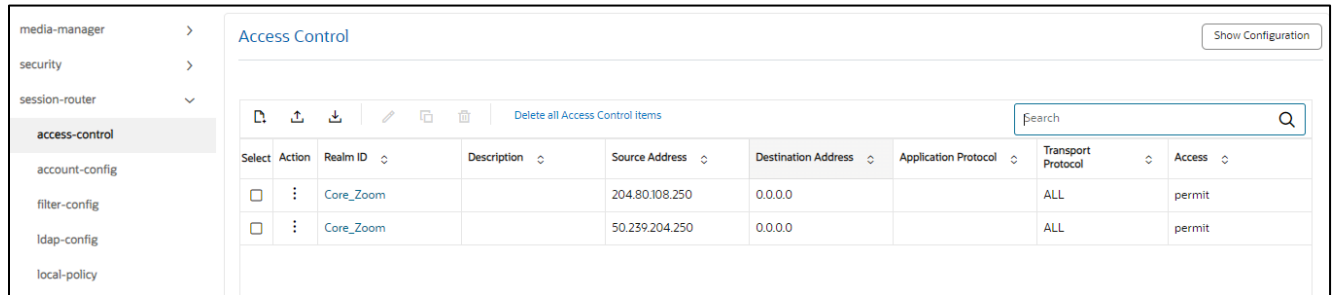 media-manager
security
session-router
access-control
account-config
filter-config
ldap-config
local-policy
Access Control
Show Configuration
Delete all Access Control items
Search
Select Action Realm ID Description Source Address Destination Address Application Protocol Transport Protocol Access
Core_Zoom 204.80.108.250 0.0.0.0 ALL permit
Core_Zoom 50.239.204.250 0.0.0.0 ALL permit